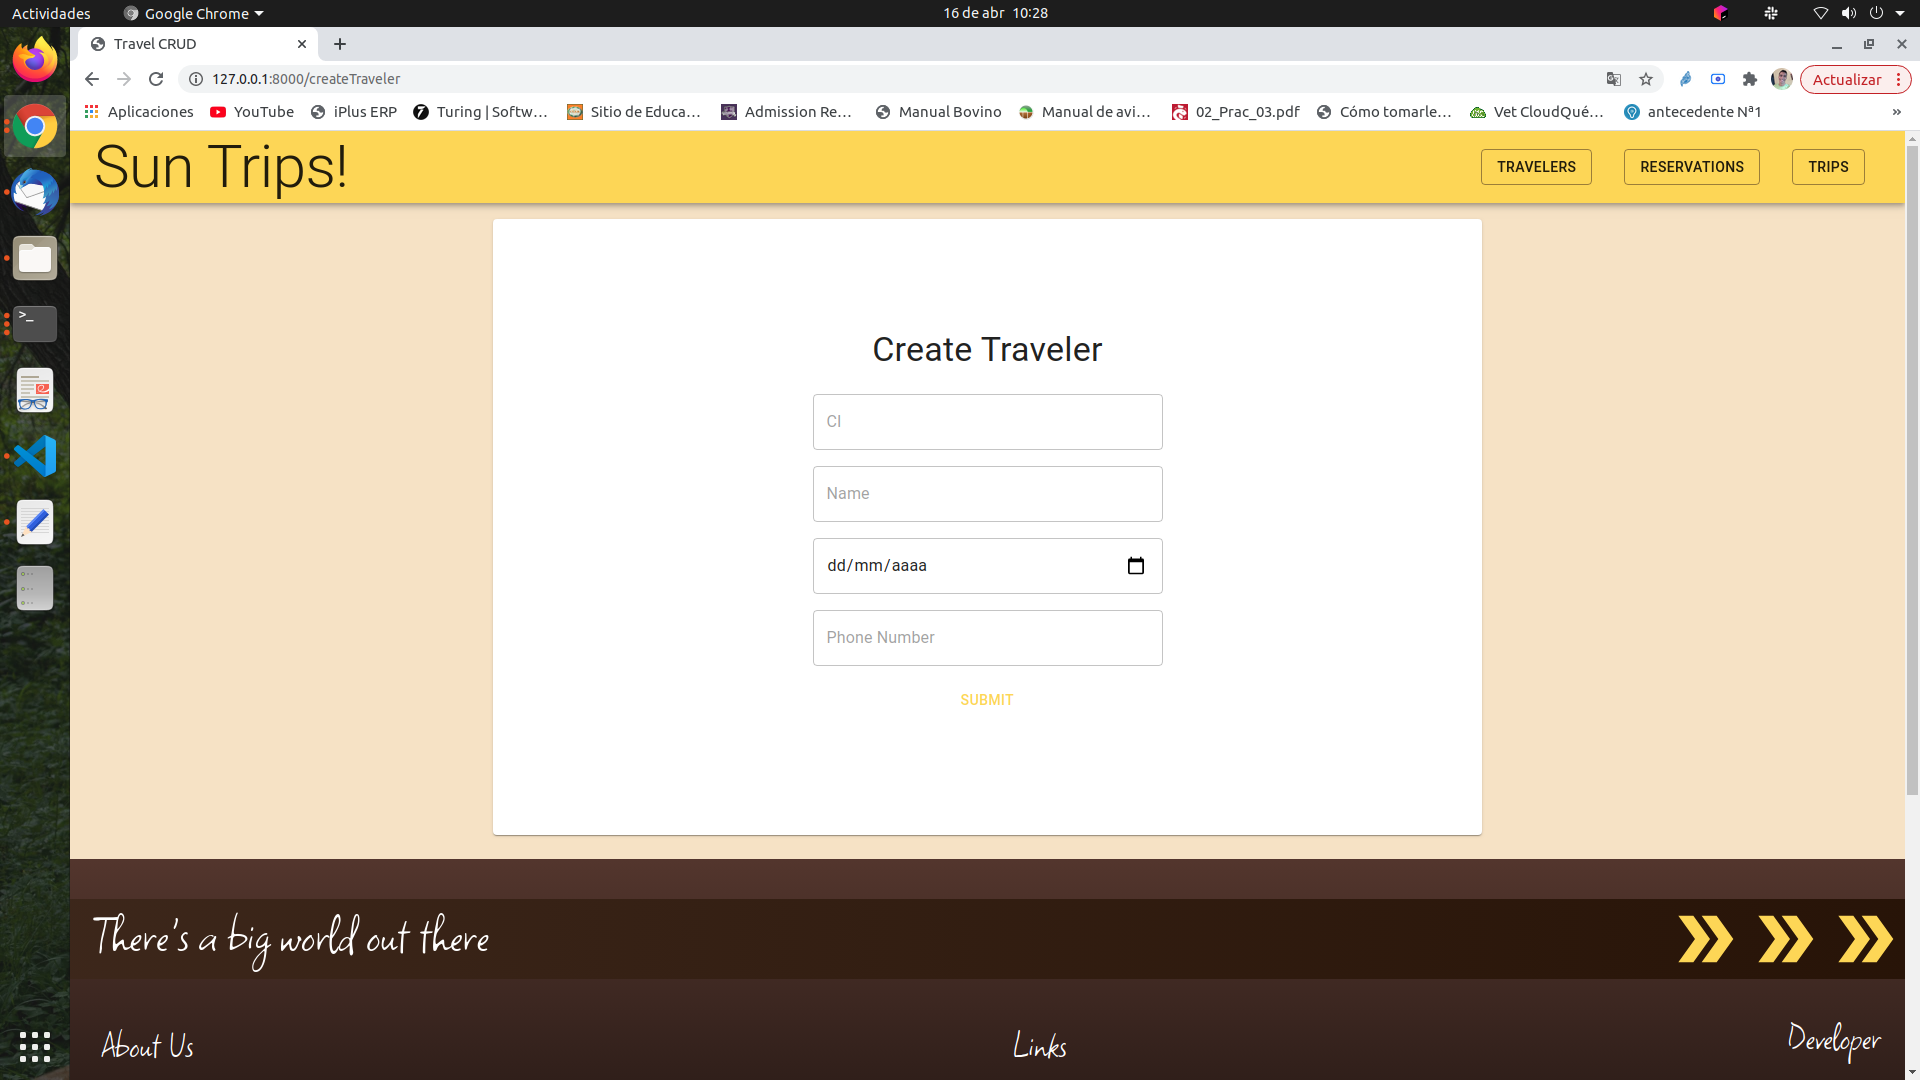 Actividades
Google Chrome
16 de abr 10:28
Travel CRUD
127.0.0.1:8000/createTraveler
Actualizar
Aplicaciones
YouTube
iPlus ERP
Turing | Softw…
Sitio de Educa…
Admission Re…
Manual Bovino
Manual de avi…
02_Prac_03.pdf
Cómo tomarle…
Vet CloudQué…
antecedente Nª1
»
Sun Trips!
TRAVELERS
RESERVATIONS
TRIPS
Create Traveler
CI
Name
dd/mm/aaaa
Phone Number
SUBMIT
There's a big world out there
About Us
Links
Developer